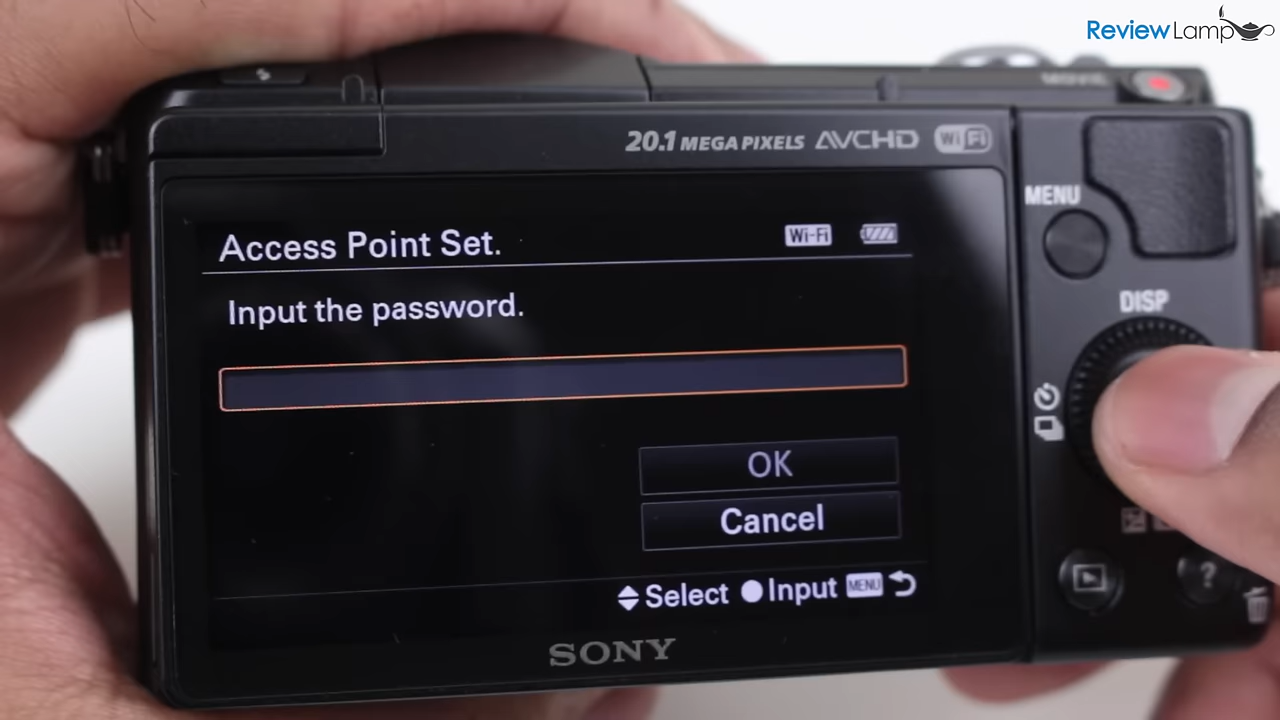 ReviewLamp
MOVIE
20.1 MEGA PIXELS AVCHD Wi Fi
MENU
Access Point Set. Wi-Fi
DISP
Input the password.
OK
Cancel
Select Input MENU
?
SONY